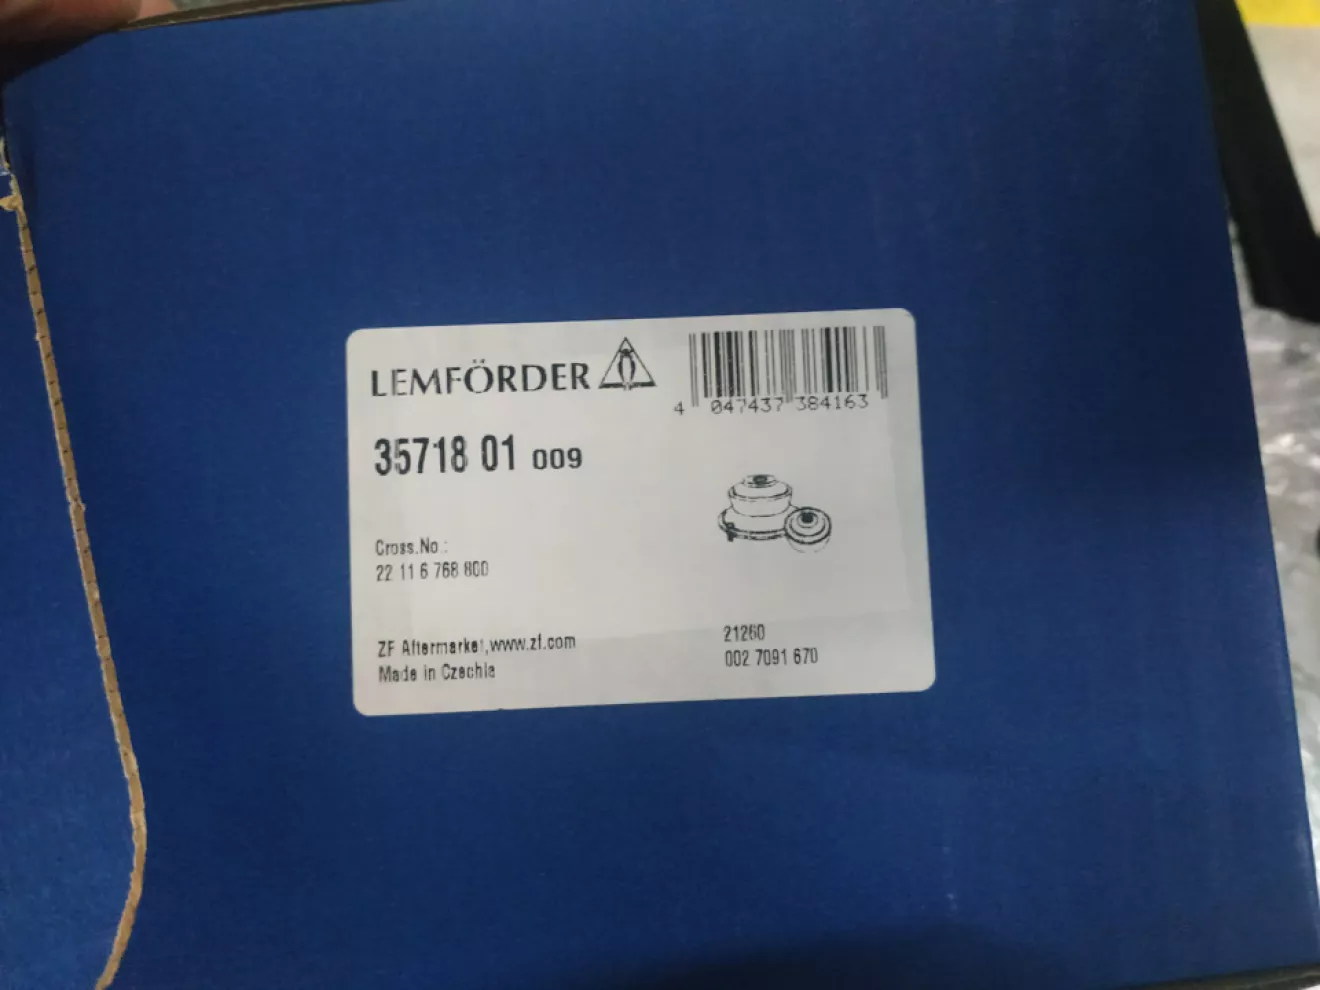 LEMFÖRDER
4 047437 384163
35718 01 009
Cross.No.:
22 11 6 768 800
ZF Aftermarket,www.zf.com
Made in Czechia
21260
002 7091 670